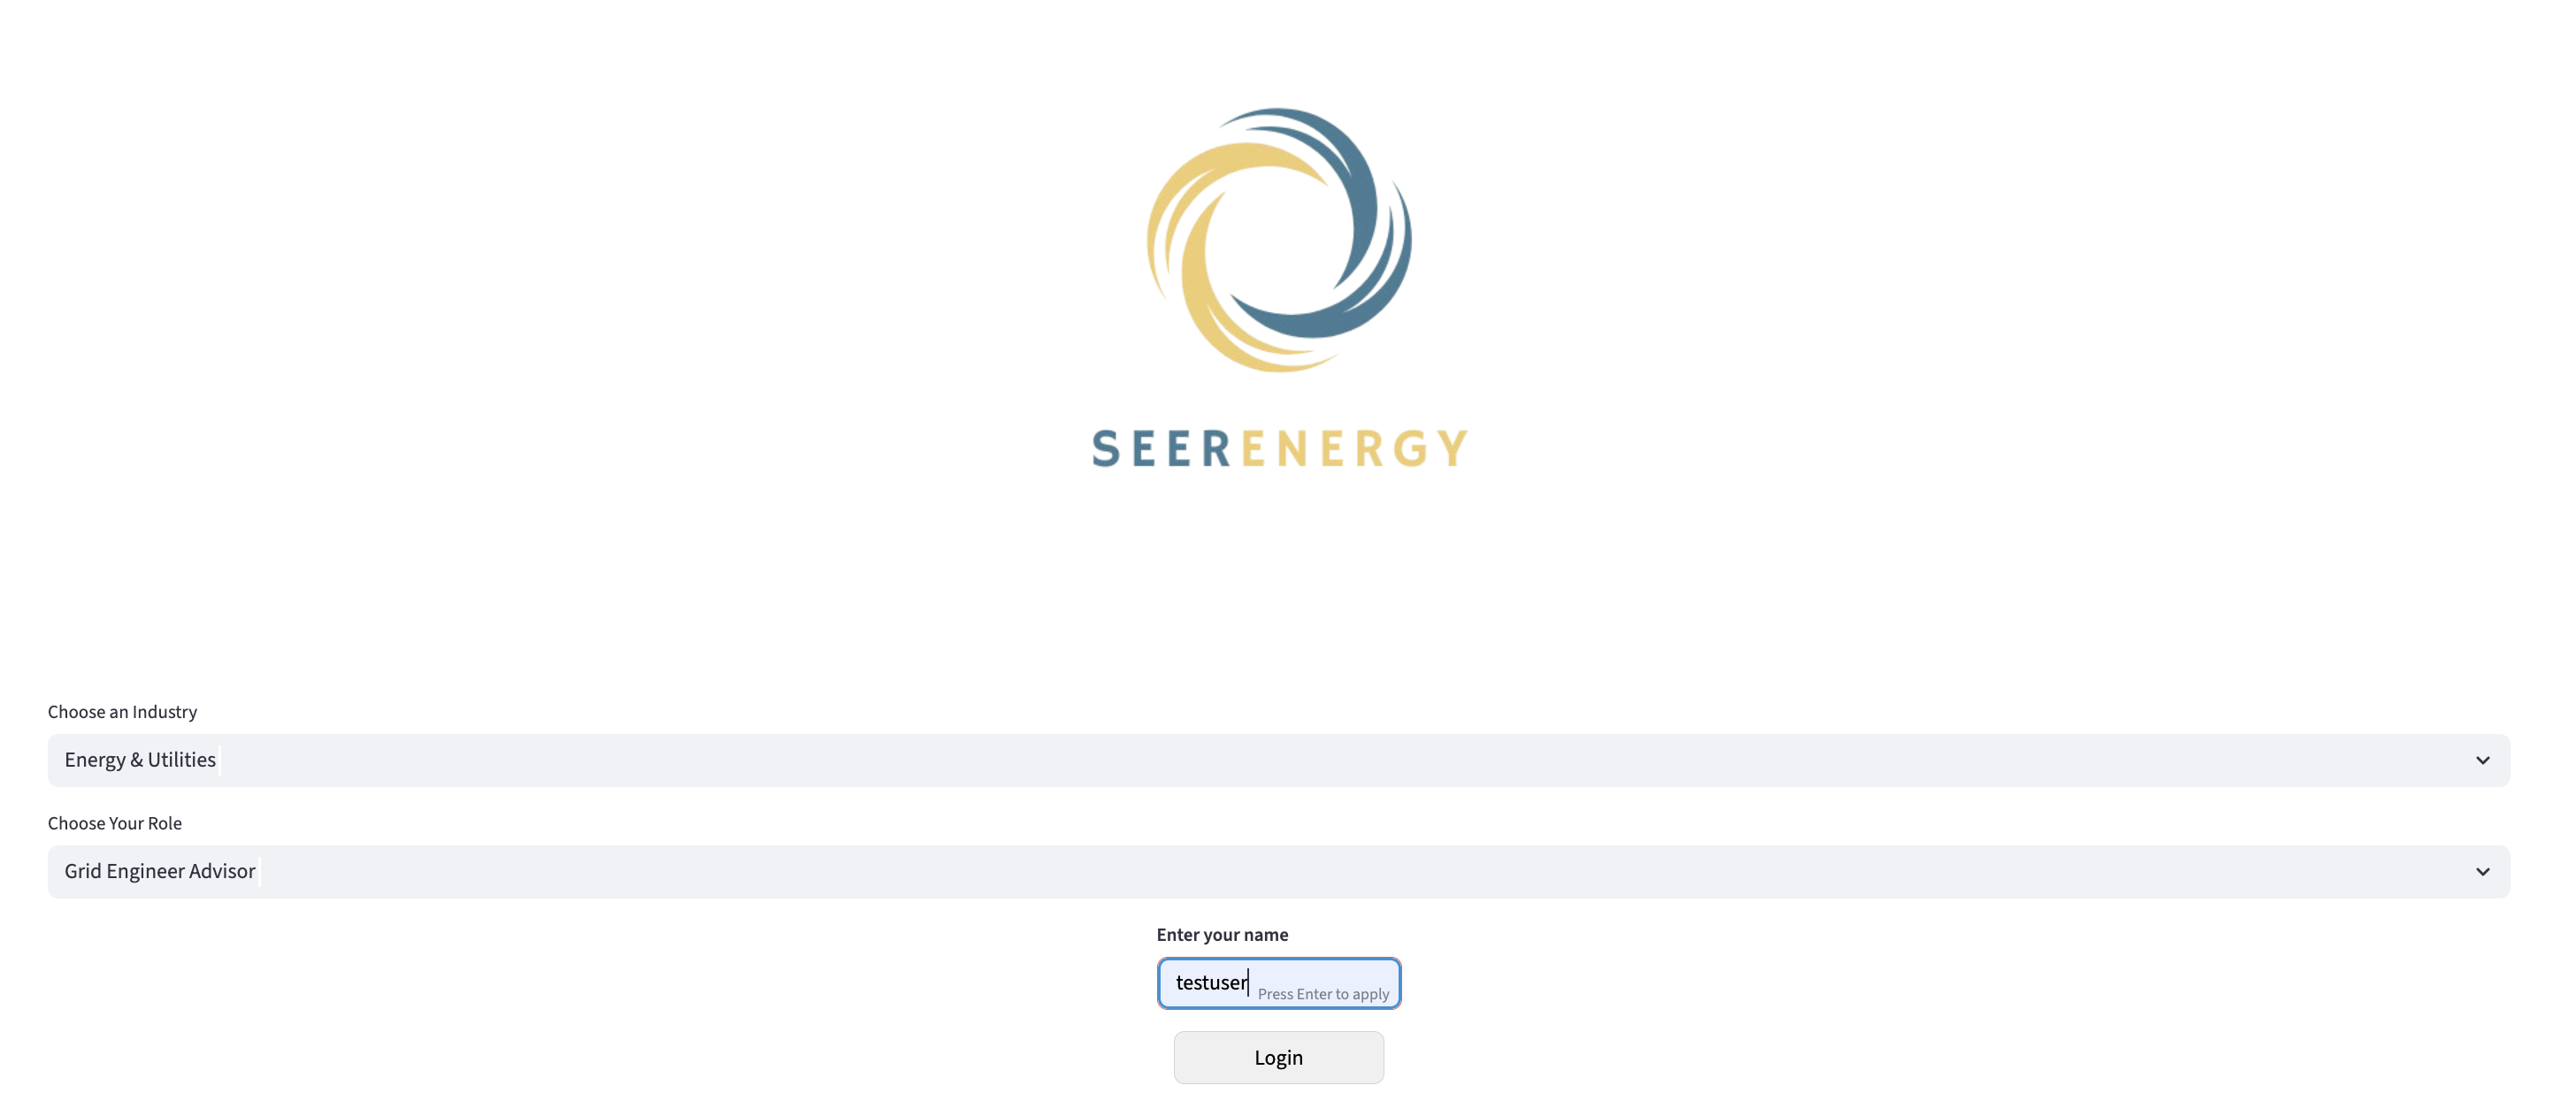 SEERENERGY
Choose an Industry
Energy & Utilities
Choose Your Role
Grid Engineer Advisor
Enter your name
testuser Press Enter to apply
Login